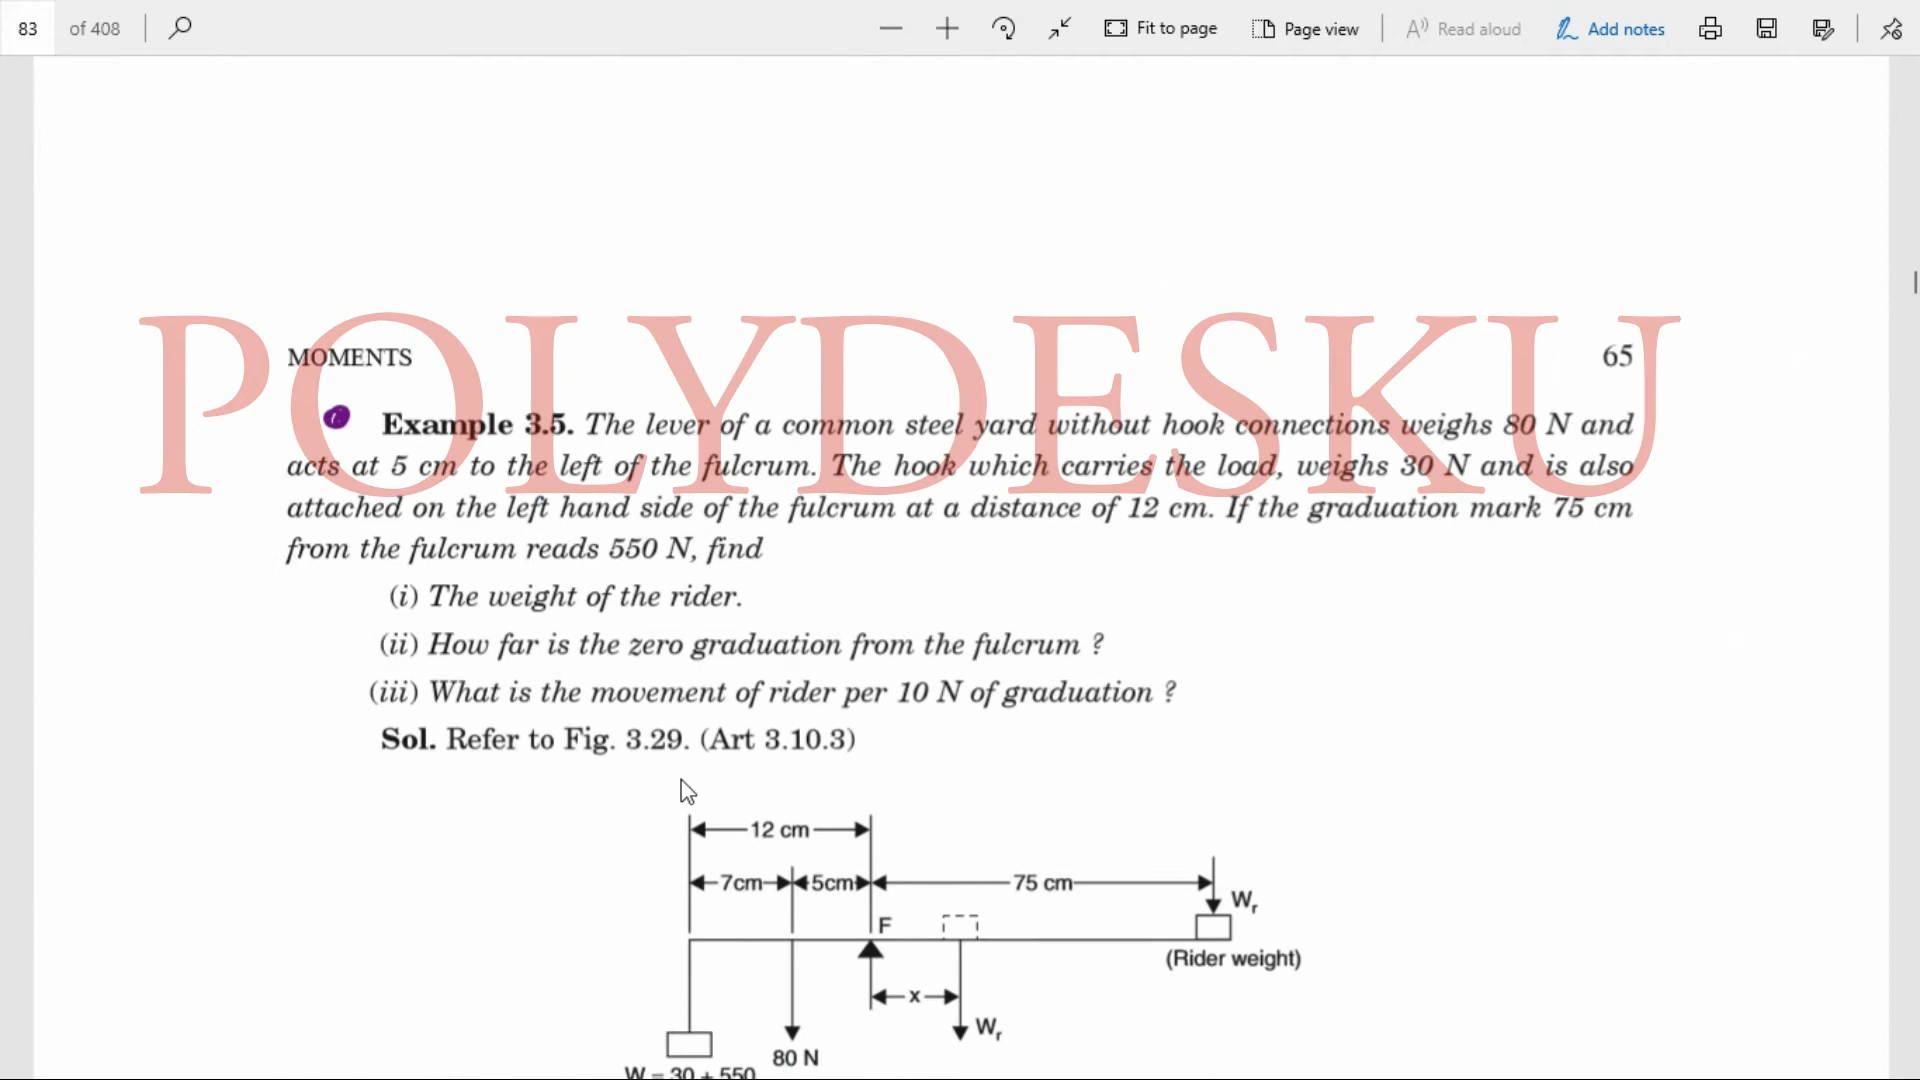 83 of 408 Fit to page Page view Read aloud Add notes
POLYDESKU
MOMENTS 65
Example 3.5. The lever of a common steel yard without hook connections weighs 80 N and
acts at 5 cm to the left of the fulcrum. The hook which carries the load, weighs 30 N and is also
attached on the left hand side of the fulcrum at a distance of 12 cm. If the graduation mark 75 cm
from the fulcrum reads 550 N, find
(i) The weight of the rider.
(ii) How far is the zero graduation from the fulcrum ?
(iii) What is the movement of rider per 10 N of graduation ?
Sol. Refer to Fig. 3.29. (Art 3.10.3)
12 cm
7cm 5cm 75 cm
Wr
F
(Rider weight)
x
Wr
80 N
W = 30 + 550